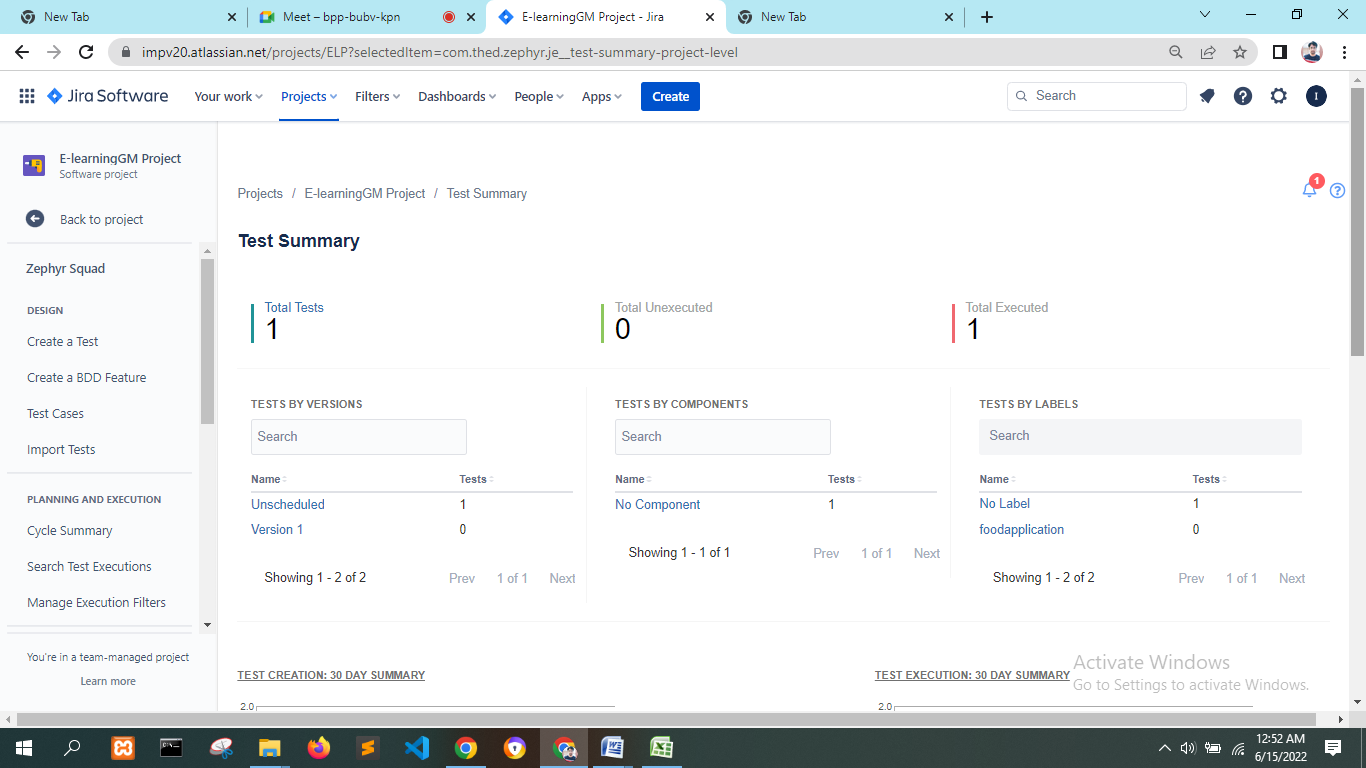 New Tab
Meet – bpp-bubv-kpn
E-learningGM Project - Jira
New Tab
impv20.atlassian.net/projects/ELP?selectedItem=com.thed.zephyr.je__test-summary-project-level
Jira Software
Your work
Projects
Filters
Dashboards
People
Apps
Create
Search
I
E-learningGM Project
Software project
Back to project
Zephyr Squad
DESIGN
Create a Test
Create a BDD Feature
Test Cases
Import Tests
PLANNING AND EXECUTION
Cycle Summary
Search Test Executions
Manage Execution Filters
You're in a team-managed project
Learn more
Projects / E-learningGM Project / Test Summary
1
Test Summary
Total Tests
1
Total Unexecuted
0
Total Executed
1
TESTS BY VERSIONS
Search
Name Tests
Unscheduled 1
Version 1 0
Showing 1 - 2 of 2 Prev 1 of 1 Next
TESTS BY COMPONENTS
Search
Name Tests
No Component 1
Showing 1 - 1 of 1 Prev 1 of 1 Next
TESTS BY LABELS
Search
Name Tests
No Label 1
foodapplication 0
Showing 1 - 2 of 2 Prev 1 of 1 Next
TEST CREATION: 30 DAY SUMMARY
2.0
TEST EXECUTION: 30 DAY SUMMARY
2.0
Activate Windows
Go to Settings to activate Windows.
12:52 AM
6/15/2022